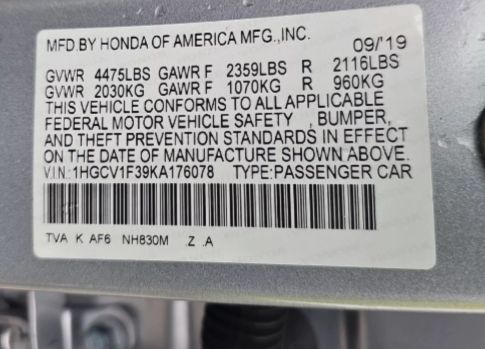 MFD.BY HONDA OF AMERICA MFG.,INC. 09/'19
GVWR 4475LBS GAWR F 2359LBS R 2116LBS
GVWR 2030KG GAWR F 1070KG R 960KG
THIS VEHICLE CONFORMS TO ALL APPLICABLE
FEDERAL MOTOR VEHICLE SAFETY , BUMPER,
AND THEFT PREVENTION STANDARDS IN EFFECT
ON THE DATE OF MANUFACTURE SHOWN ABOVE.
V.I.N.:1HGCV1F39KA176078 TYPE:PASSENGER CAR
TVA K AF6 NH830M .Z .A